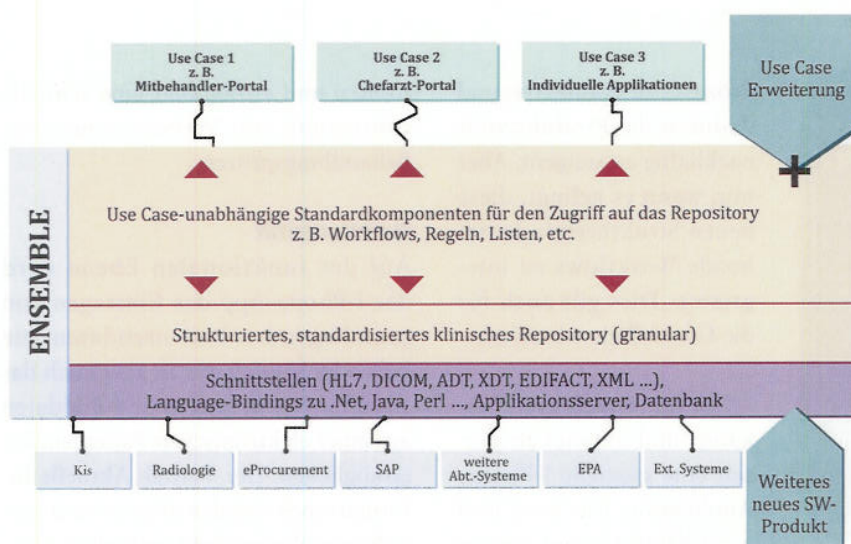 Use Case 1
z. B.
Mitbehandler-Portal
Use Case 2
z. B.
Chefarzt-Portal
Use Case 3
z. B.
Individuelle Applikationen
Use Case
Erweiterung
ENSEMBLE
Use Case-unabhängige Standardkomponenten für den Zugriff auf das Repository
z. B. Workflows, Regeln, Listen, etc.
Strukturiertes, standardisiertes klinisches Repository (granular)
Schnittstellen (HL7, DICOM, ADT, XDT, EDIFACT, XML ...),
Language-Bindings zu .Net, Java, Perl ..., Applikationsserver, Datenbank
Kis
Radiologie
eProcurement
SAP
weitere
Abt.-Systeme
EPA
Ext. Systeme
Weiteres
neues SW-
Produkt